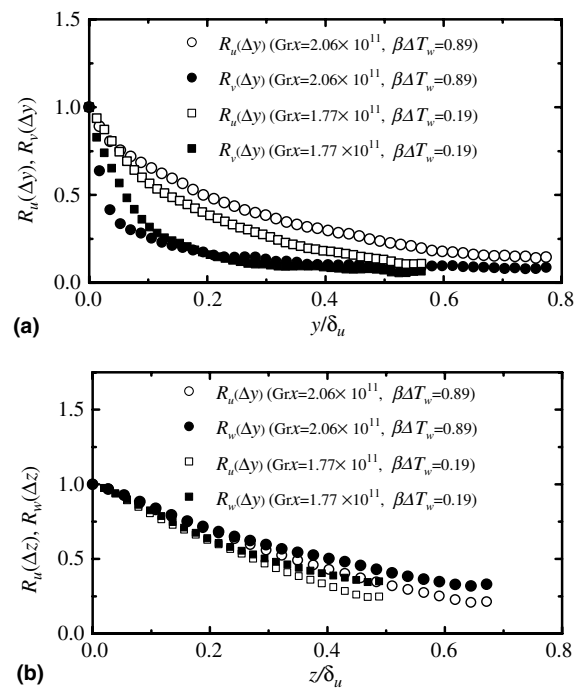 R_u(Δy) (Grx=2.06× 10^11, βΔT_w=0.89)
R_v(Δy) (Grx=2.06× 10^11, βΔT_w=0.89)
R_u(Δy) (Grx=1.77× 10^11, βΔT_w=0.19)
R_v(Δy) (Grx=1.77 ×10^11, βΔT_w=0.19)
1.5
1.0
0.5
0.0
R_u(Δy), R_v(Δy)
0.0 0.2 0.4 0.6 0.8
(a)
y/δ_u
R_u(Δy) (Grx=2.06× 10^11, βΔT_w=0.89)
R_w(Δy) (Grx=2.06× 10^11, βΔT_w=0.89)
R_u(Δy) (Grx=1.77× 10^11, βΔT_w=0.19)
R_w(Δy) (Grx=1.77 ×10^11, βΔT_w=0.19)
1.5
1.0
0.5
0.0
R_u(Δz), R_w(Δz)
0.0 0.2 0.4 0.6 0.8
(b)
z/δ_u